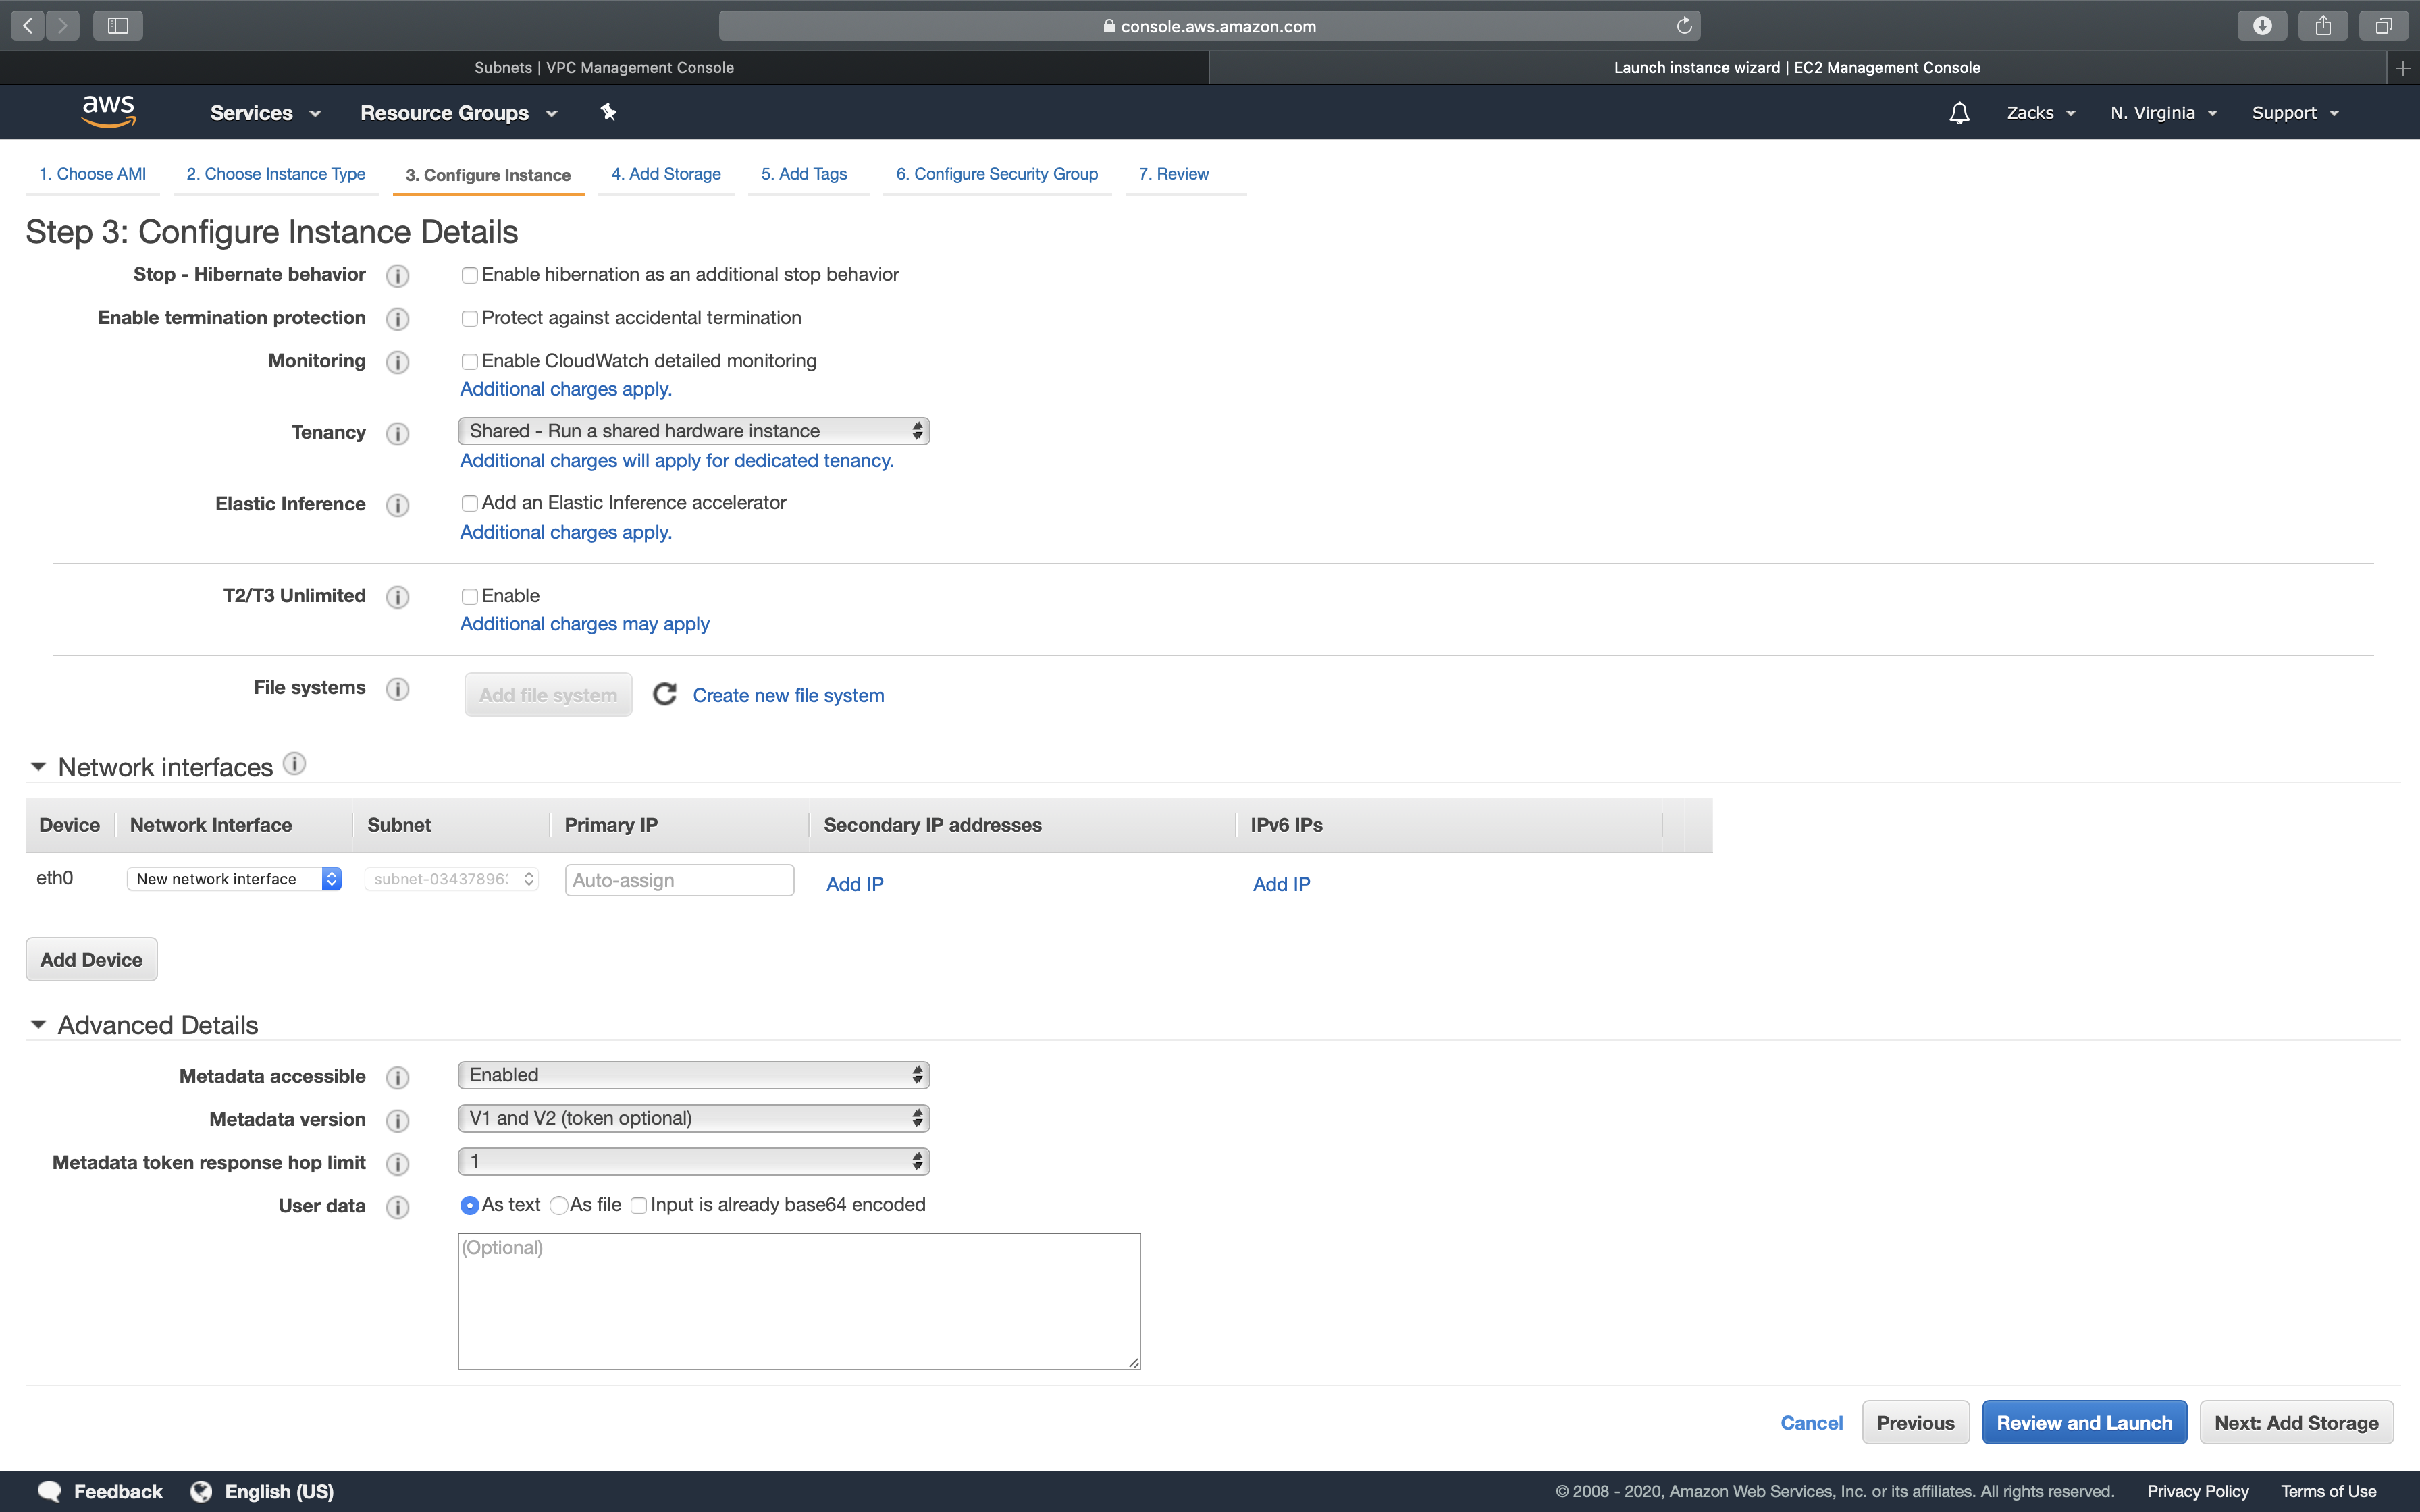 console.aws.amazon.com
Subnets | VPC Management Console
Launch instance wizard | EC2 Management Console
aws
Services
Resource Groups
Zacks
N. Virginia
Support
1. Choose AMI
2. Choose Instance Type
3. Configure Instance
4. Add Storage
5. Add Tags
6. Configure Security Group
7. Review
Step 3: Configure Instance Details
Stop - Hibernate behavior
Enable hibernation as an additional stop behavior
Enable termination protection
Protect against accidental termination
Monitoring
Enable CloudWatch detailed monitoring
Additional charges apply.
Tenancy
Shared - Run a shared hardware instance
Additional charges will apply for dedicated tenancy.
Elastic Inference
Add an Elastic Inference accelerator
Additional charges apply.
T2/T3 Unlimited
Enable
Additional charges may apply
File systems
Add file system
Create new file system
Network interfaces
Device
Network Interface
Subnet
Primary IP
Secondary IP addresses
IPv6 IPs
eth0
New network interface
subnet-03437896
Auto-assign
Add IP
Add IP
Add Device
Advanced Details
Metadata accessible
Enabled
Metadata version
V1 and V2 (token optional)
Metadata token response hop limit
1
User data
As text
As file
Input is already base64 encoded
(Optional)
Cancel
Previous
Review and Launch
Next: Add Storage
Feedback
English (US)
© 2008 - 2020, Amazon Web Services, Inc. or its affiliates. All rights reserved.
Privacy Policy
Terms of Use